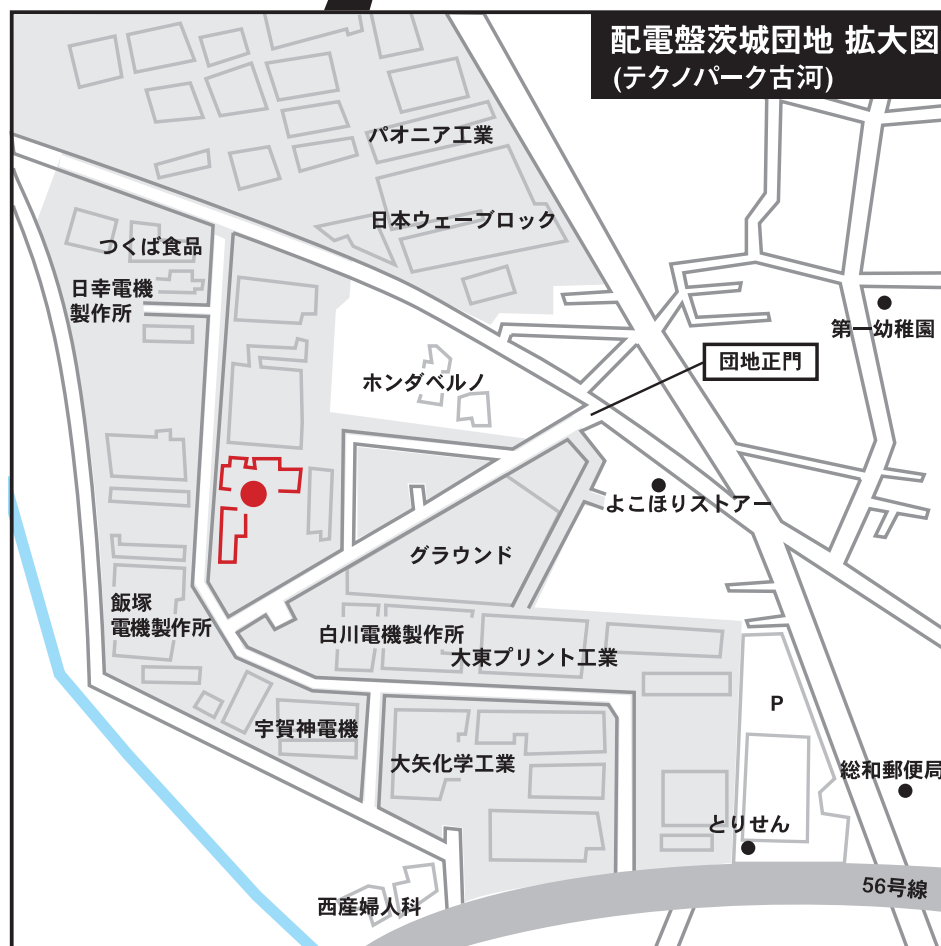 配電盤茨城団地 拡大図
(テクノパーク古河)
パオニア工業
日本ウェーブロック
つくば食品
日幸電機
製作所
第一幼稚園
団地正門
ホンダベルノ
よこほりストアー
グラウンド
飯塚
電機製作所
白川電機製作所
大東プリント工業
P
宇賀神電機
大矢化学工業
総和郵便局
とりせん
56号線
西産婦人科